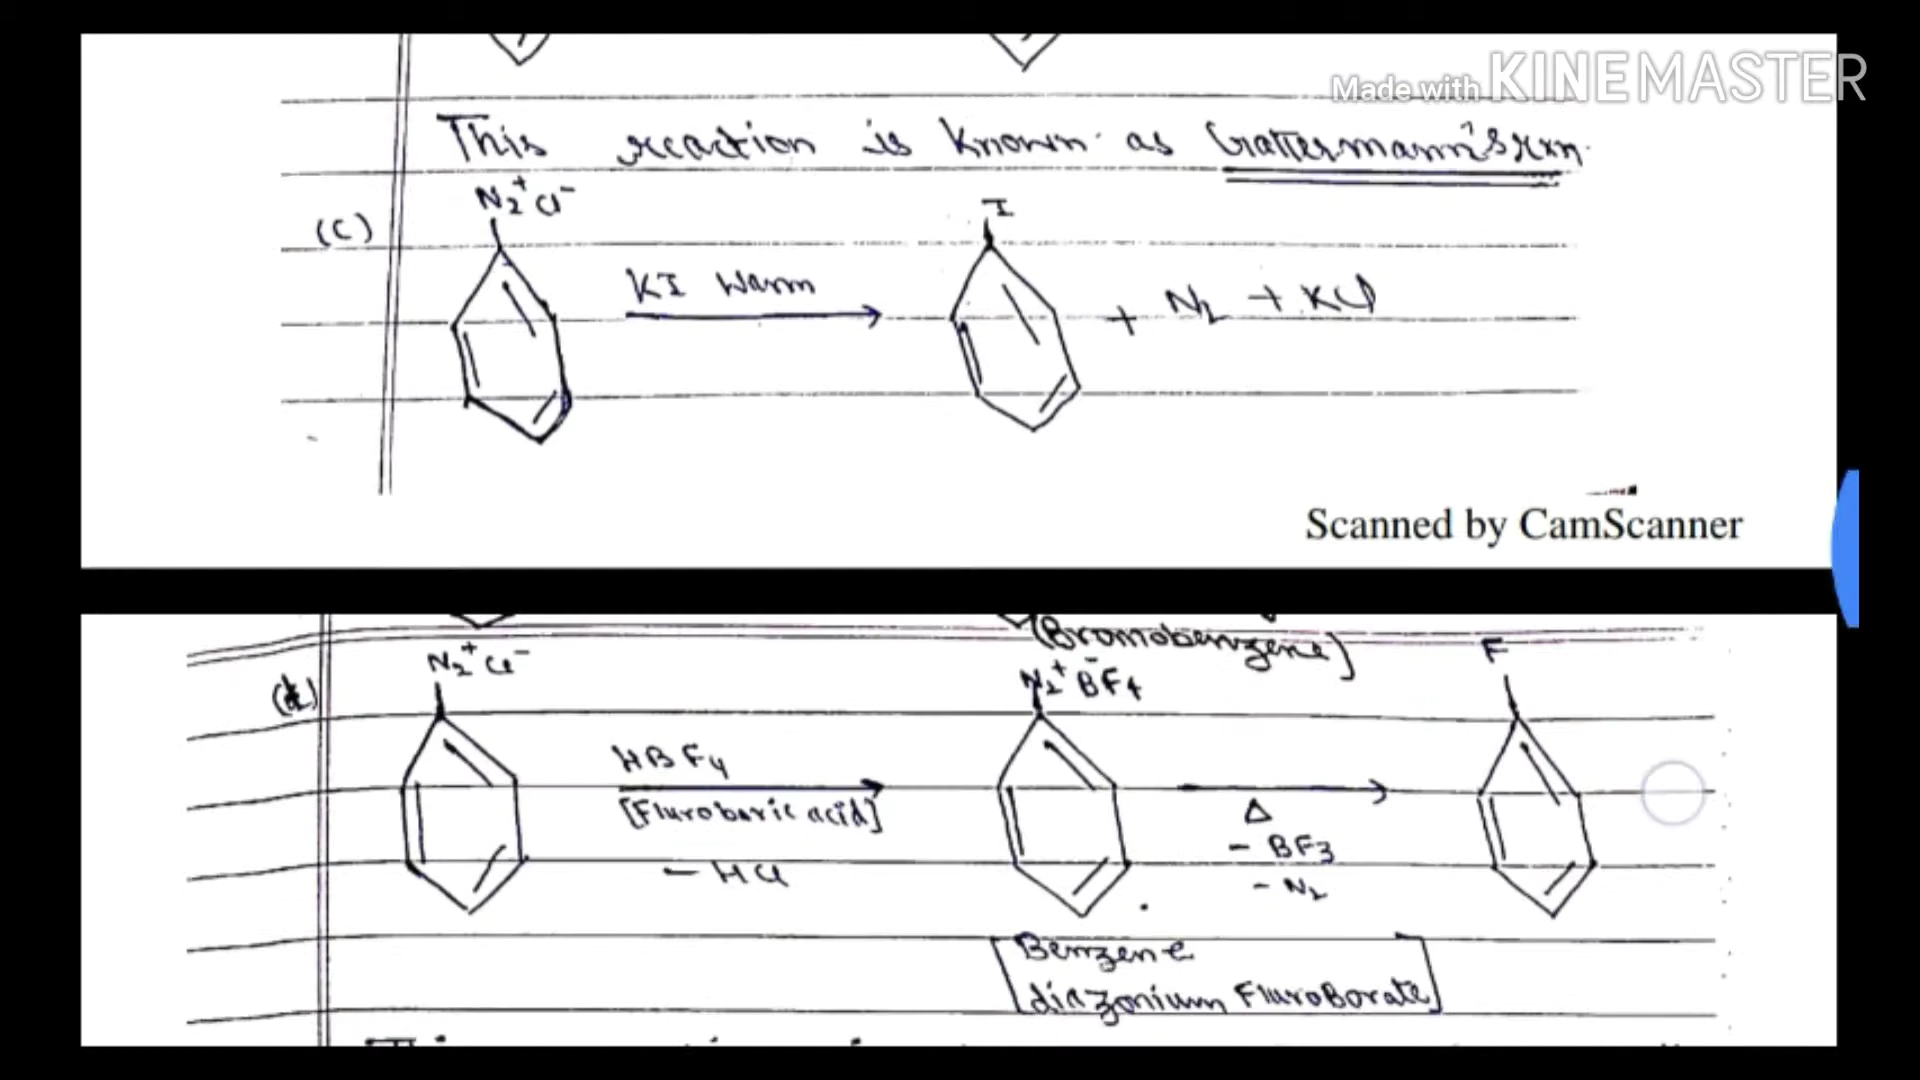 Made with KINEMASTER
This reaction is known as Gattermann's rxn.
(C)
N2+Cl-
KI Warm
I
+ N2 + KCl
Scanned by CamScanner
(Bromobenzene]
(d)
N2+Cl-
HBF4
[Fluroboric acid]
- HCl
N2+ BF4-
Δ
- BF3
- N2
F
[Benzene
diazonium FluroBorate]